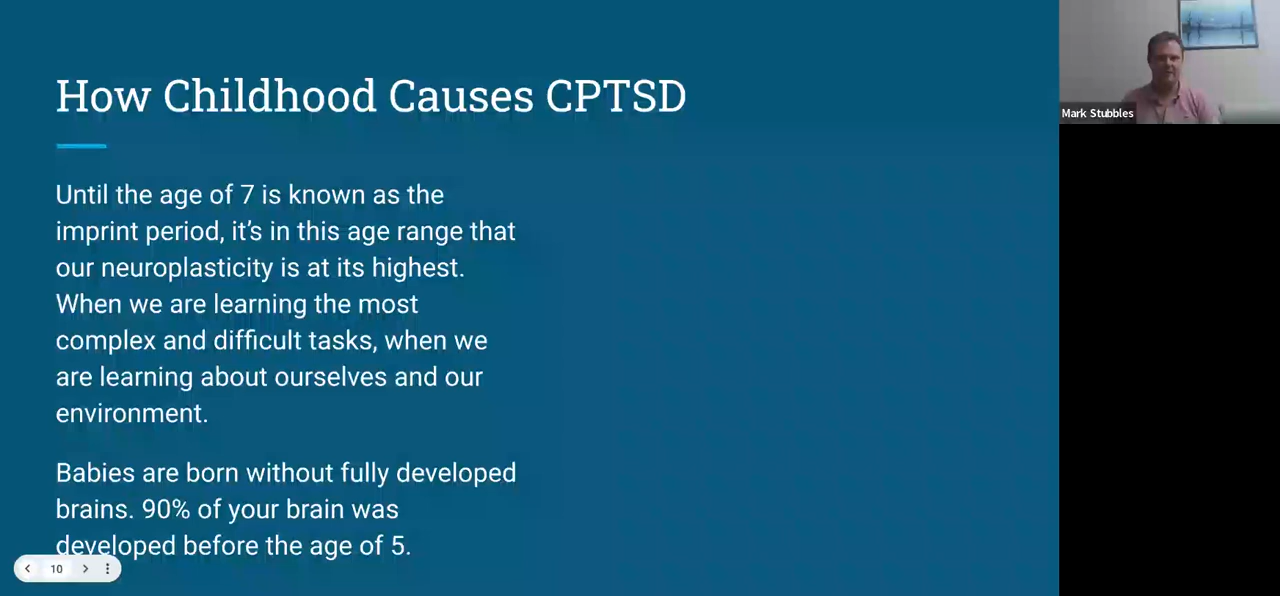 How Childhood Causes CPTSD
Until the age of 7 is known as the
imprint period, it’s in this age range that
our neuroplasticity is at its highest.
When we are learning the most
complex and difficult tasks, when we
are learning about ourselves and our
environment.
Babies are born without fully developed
brains. 90% of your brain was
developed before the age of 5.
10
Mark Stubbles